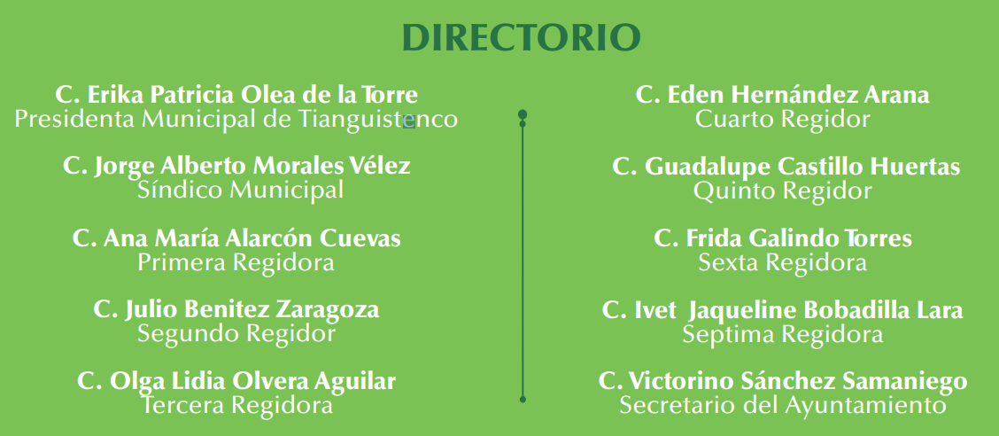 DIRECTORIO
C. Erika Patricia Olea de la Torre
Presidenta Municipal de Tianguistenco
C. Jorge Alberto Morales Vélez
Síndico Municipal
C. Ana María Alarcón Cuevas
Primera Regidora
C. Julio Benitez Zaragoza
Segundo Regidor
C. Olga Lidia Olvera Aguilar
Tercera Regidora
C. Eden Hernández Arana
Cuarto Regidor
C. Guadalupe Castillo Huertas
Quinto Regidor
C. Frida Galindo Torres
Sexta Regidora
C. Ivet Jaqueline Bobadilla Lara
Septima Regidora
C. Victorino Sánchez Samaniego
Secretario del Ayuntamiento